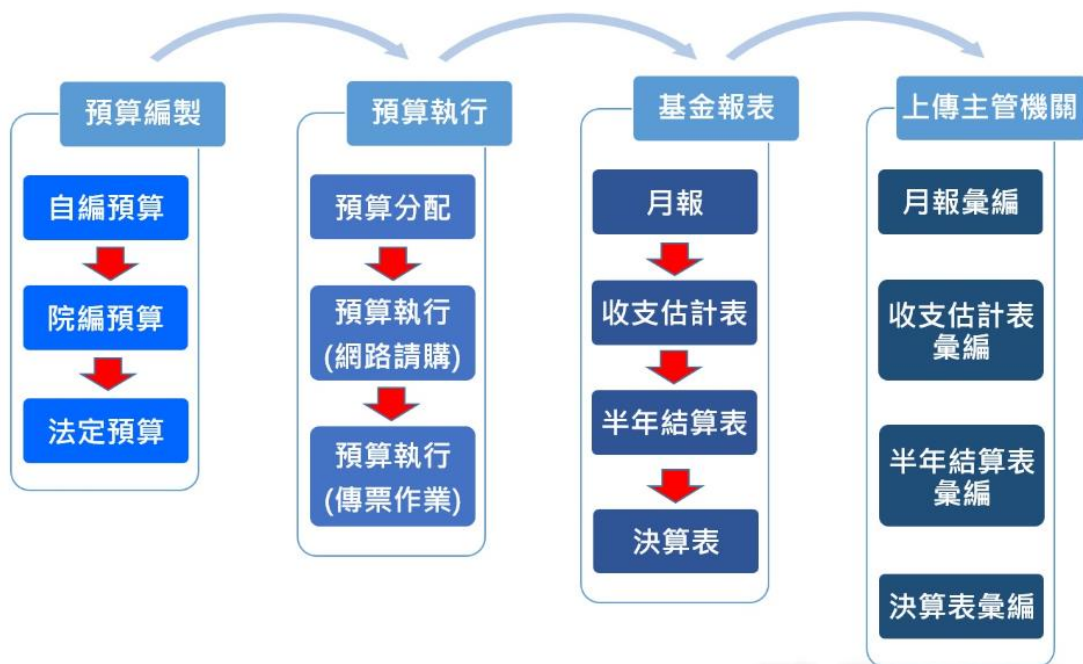 預算編製
自編預算
院編預算
法定預算
預算執行
預算分配
預算執行
(網路請購)
預算執行
(傳票作業)
基金報表
月報
收支估計表
半年結算表
決算表
上傳主管機關
月報彙編
收支估計表
彙編
半年結算表
彙編
決算表彙編